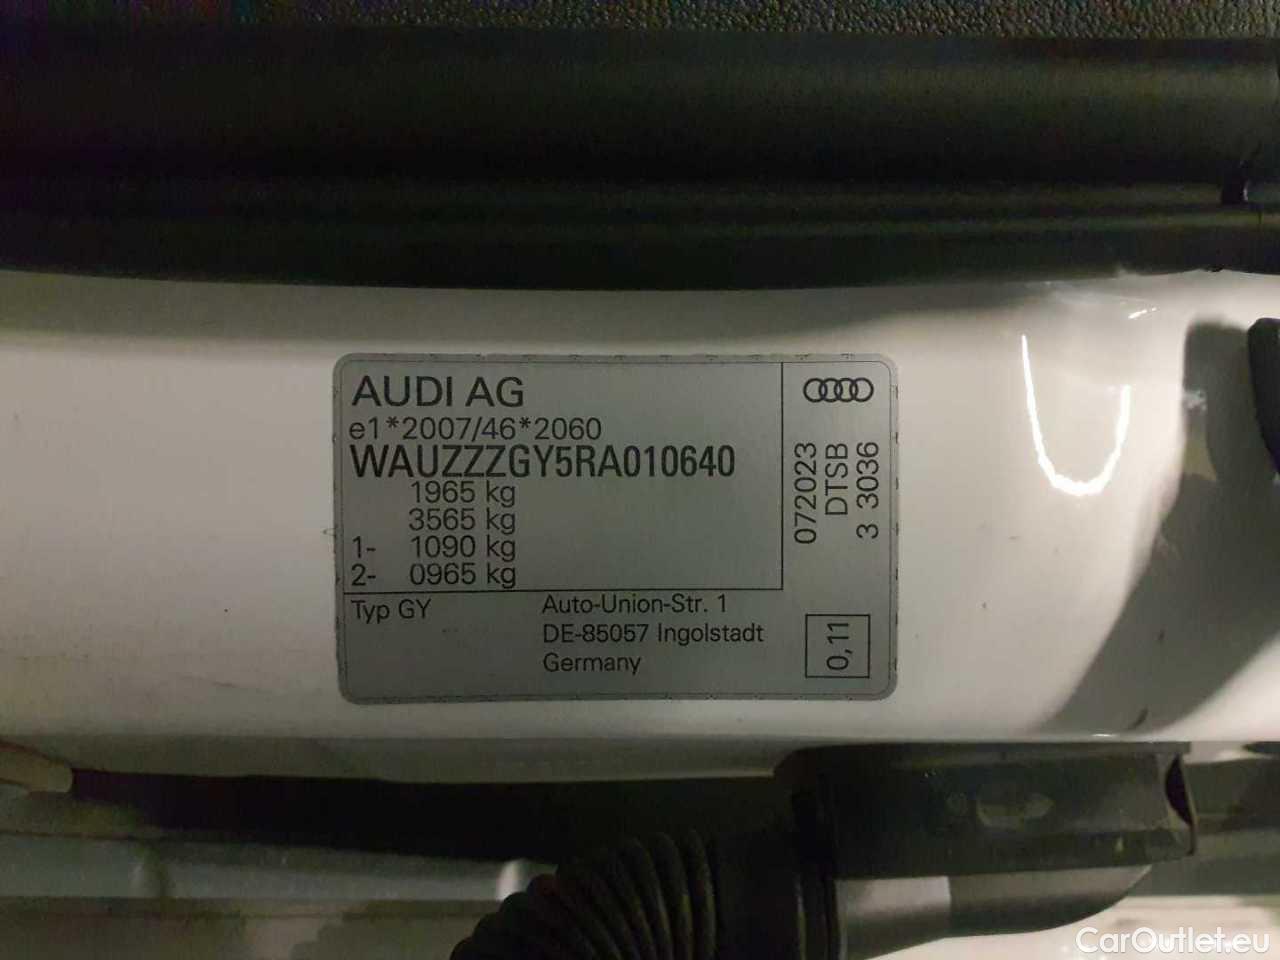 AUDI AG
e1*2007/46*2060
WAUZZZGY5RA010640
1965 kg
3565 kg
1- 1090 kg
2- 0965 kg
Typ GY
Auto-Union-Str. 1
DE-85057 Ingolstadt
Germany
072023
DTSB
3 3036
0,11
CarOutlet.eu